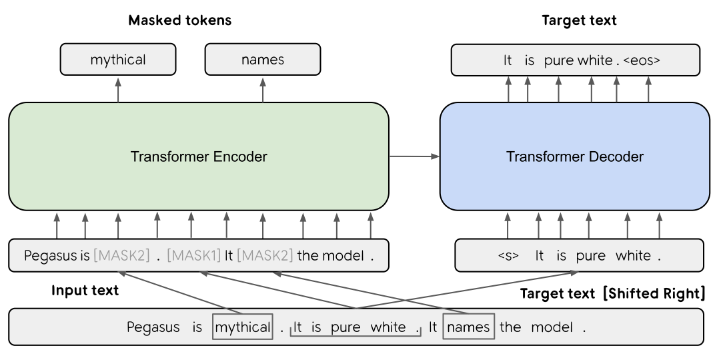 Masked tokens
Target text
mythical
names
It is pure white . <eos>
Transformer Encoder
Transformer Decoder
Pegasus is [MASK2] . [MASK1] It [MASK2] the model .
<s> It is pure white .
Input text
Target text [Shifted Right]
Pegasus is mythical . It is pure white . It names the model .